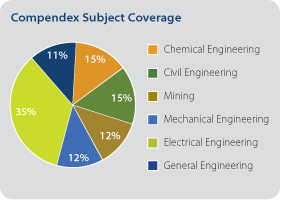 Compendex Subject Coverage
11%
15%
15%
12%
12%
35%
Chemical Engineering
Civil Engineering
Mining
Mechanical Engineering
Electrical Engineering
General Engineering